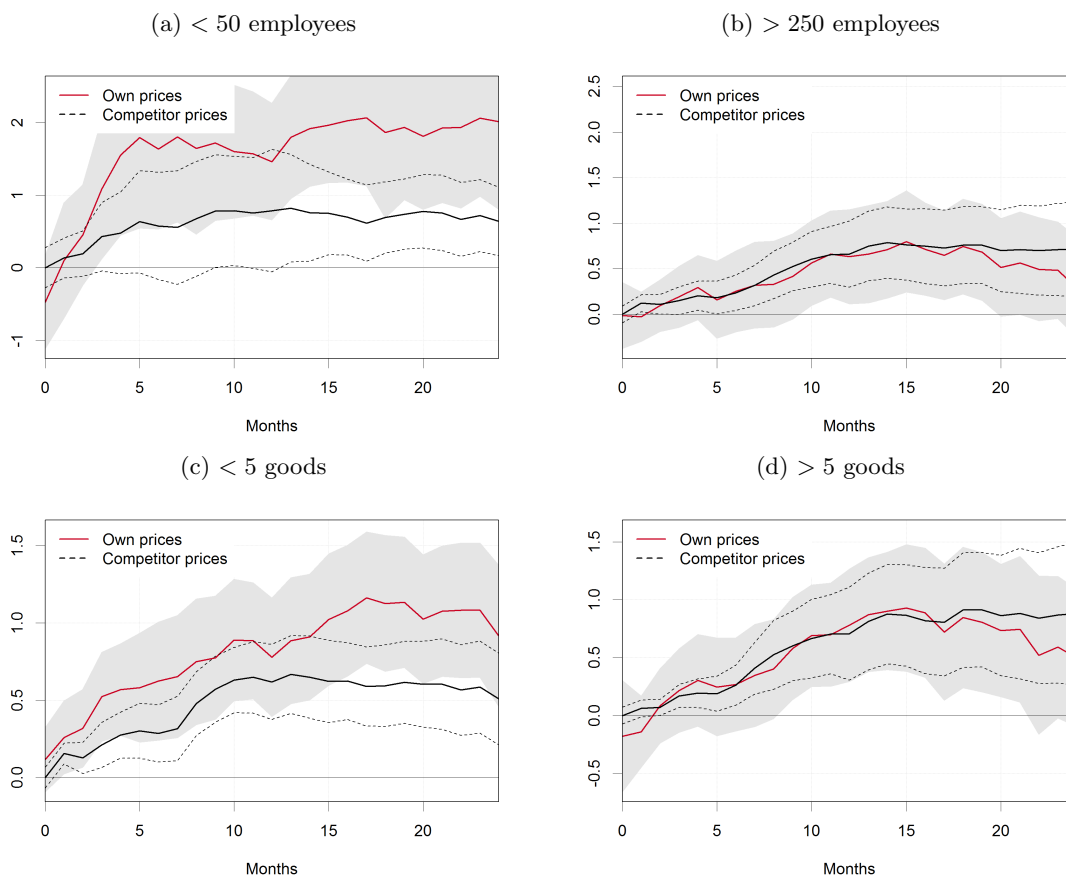 (a) < 50 employees
(b) > 250 employees
Own prices
Competitor prices
2
1
0
-1
0 5 10 15 20
Months
Own prices
Competitor prices
2.5
2.0
1.5
1.0
0.5
0.0
0 5 10 15 20
Months
(c) < 5 goods
(d) > 5 goods
Own prices
Competitor prices
1.5
1.0
0.5
0.0
0 5 10 15 20
Months
Own prices
Competitor prices
1.5
1.0
0.5
0.0
-0.5
0 5 10 15 20
Months